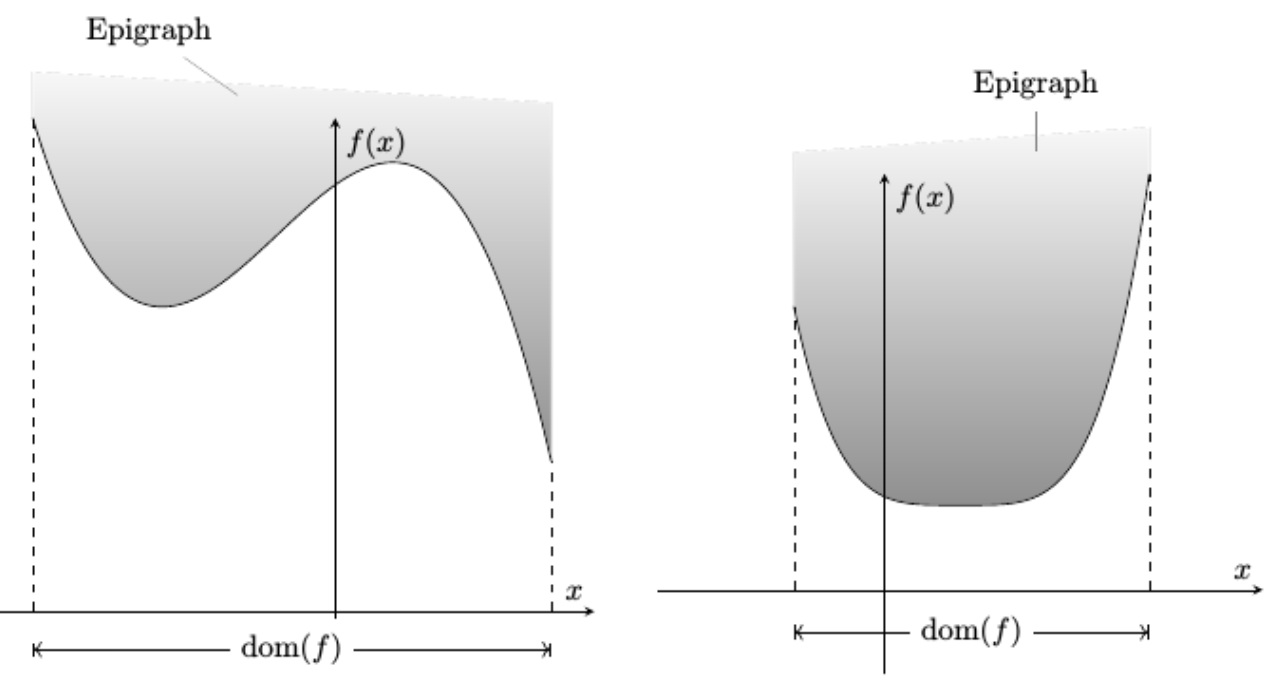 Epigraph
f(x)
x
dom(f)
Epigraph
f(x)
x
dom(f)